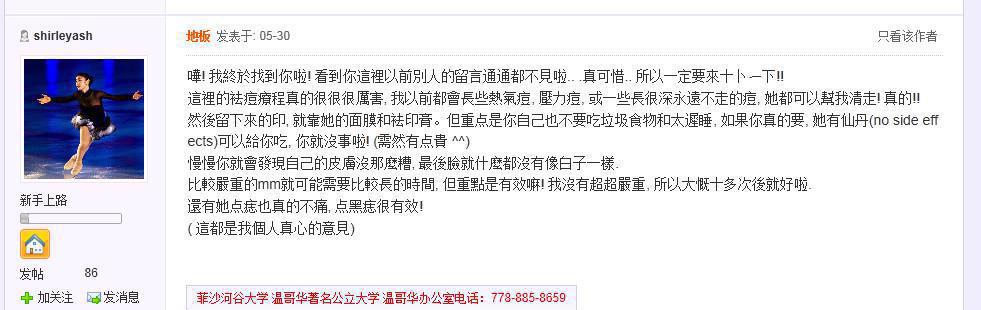 shirleyash
地板 发表于: 05-30
只看该作者
嘩! 我終於找到你啦! 看到你這裡以前別人的留言通通都不見啦.. .真可惜.. 所以一定要來十卜一下!!
這裡的袪痘療程真的很很很厲害, 我以前都會長些熱氣痘, 壓力痘, 或一些長很深永遠不走的痘, 她都可以幫我清走! 真的!!
然後留下來的印, 就靠她的面膜和袪印膏。但重点是你自己也不要吃垃圾食物和太遲睡, 如果你真的要, 她有仙丹(no side eff
ects)可以給你吃, 你就沒事啦! (需然有点貴 ^^)
慢慢你就會發現自己的皮膚沒那麼糟, 最後臉就什麼都沒有像白子一樣.
比較嚴重的mm就可能需要比較長的時間, 但重點是有效嘛! 我沒有超超嚴重, 所以大慨十多次後就好啦.
還有她点痣也真的不痛, 点黑痣很有效!
( 這都是我個人真心的意見)
新手上路
发帖 86
加关注 发消息
菲沙河谷大学 温哥华著名公立大学 温哥华办公室电话：778-885-8659